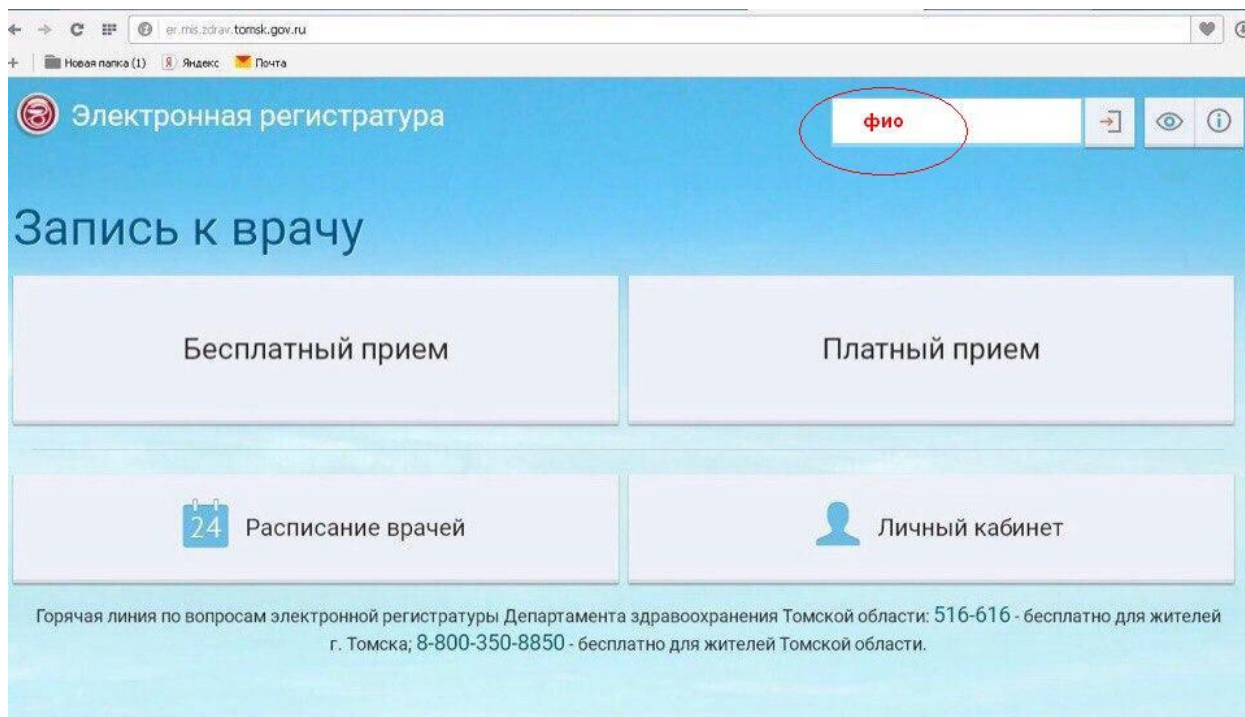 er.mis.zdrav.tomsk.gov.ru
Новая папка (1) Я Яндекс Почта
Электронная регистратура
фио
Запись к врачу
Бесплатный прием
Платный прием
24 Расписание врачей
Личный кабинет
Горячая линия по вопросам электронной регистратуры Департамента здравоохранения Томской области: 516-616 - бесплатно для жителей
г. Томска; 8-800-350-8850 - бесплатно для жителей Томской области.